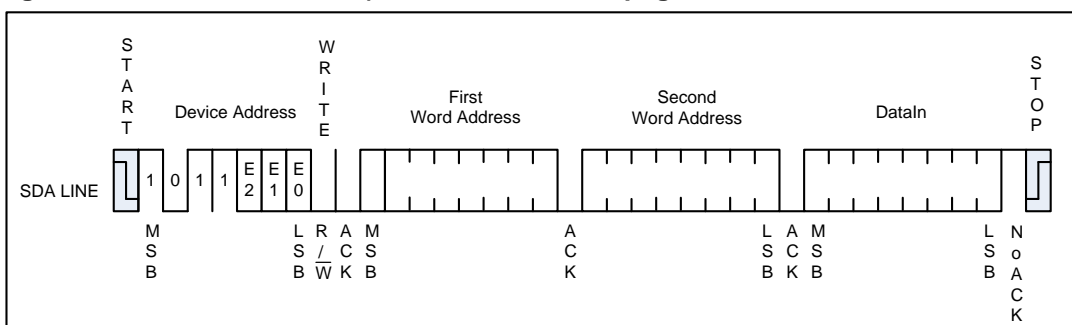 START
WRITE
STOP
Device Address
First
Word Address
Second
Word Address
DataIn
SDA LINE
1 0 1 1 E2 E1 E0
MSB
LSB
R/W
ACK
MSB
ACK
LSB
ACK
MSB
LSB
NoACK